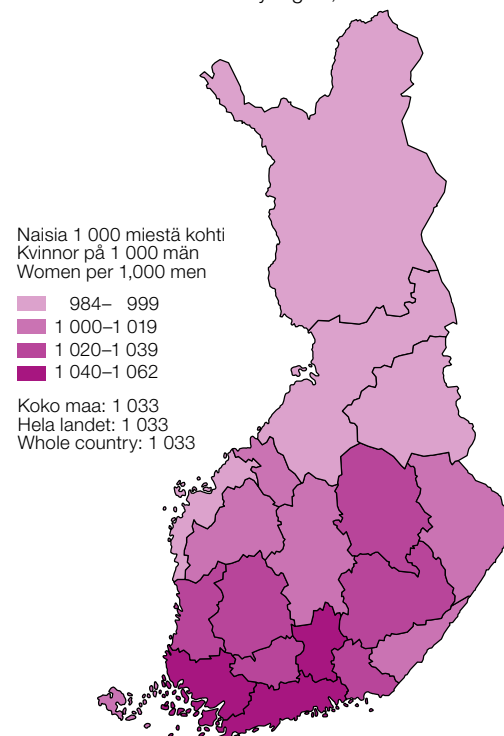 Naisia 1 000 miestä kohti
Kvinnor på 1 000 män
Women per 1,000 men
984– 999
1 000–1 019
1 020–1 039
1 040–1 062
Koko maa: 1 033
Hela landet: 1 033
Whole country: 1 033